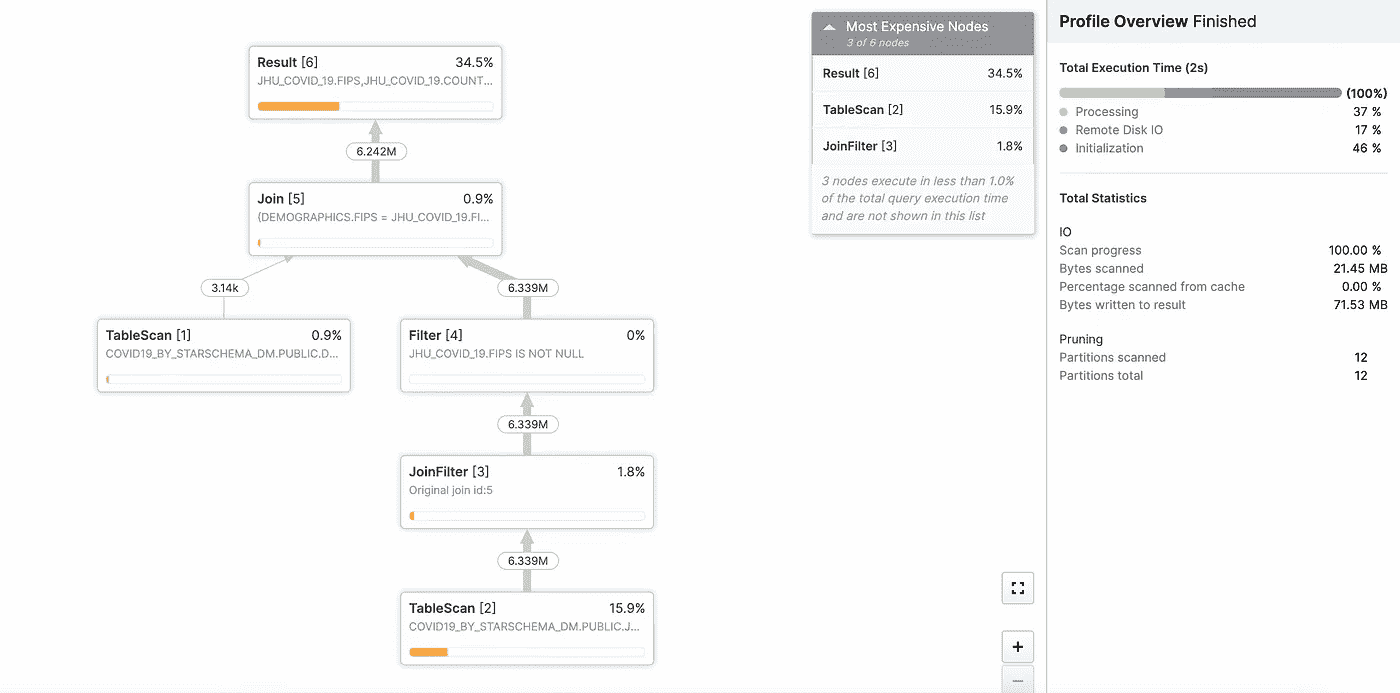 Result [6] 34.5%
JHU_COVID_19.FIPS,JHU_COVID_19.COUNT...
6.242M
Join [5] 0.9%
(DEMOGRAPHICS.FIPS = JHU_COVID_19.FI...
3.14k
6.339M
TableScan [1] 0.9%
COVID19_BY_STARSCHEMA_DM.PUBLIC.D...
Filter [4] 0%
JHU_COVID_19.FIPS IS NOT NULL
6.339M
JoinFilter [3] 1.8%
Original join id:5
6.339M
TableScan [2] 15.9%
COVID19_BY_STARSCHEMA_DM.PUBLIC.J...
Most Expensive Nodes
3 of 6 nodes
Result [6] 34.5%
TableScan [2] 15.9%
JoinFilter [3] 1.8%
3 nodes execute in less than 1.0%
of the total query execution time
and are not shown in this list
+
−
Profile Overview Finished
Total Execution Time (2s)
(100%)
Processing 37 %
Remote Disk IO 17 %
Initialization 46 %
Total Statistics
IO
Scan progress 100.00 %
Bytes scanned 21.45 MB
Percentage scanned from cache 0.00 %
Bytes written to result 71.53 MB
Pruning
Partitions scanned 12
Partitions total 12